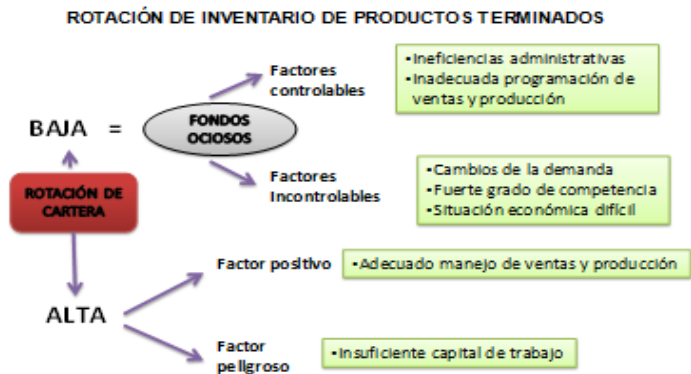 ROTACIÓN DE INVENTARIO DE PRODUCTOS TERMINADOS
Factores
controlables
•Ineficiencias administrativas
•Inadecuada programación de
ventas y producción
BAJA =
FONDOS
OCIOSOS
Factores
Incontrolables
•Cambios de la demanda
•Fuerte grado de competencia
•Situación económica difícil
ROTACIÓN DE
CARTERA
Factor positivo
•Adecuado manejo de ventas y producción
ALTA
Factor
peligroso
•Insuficiente capital de trabajo